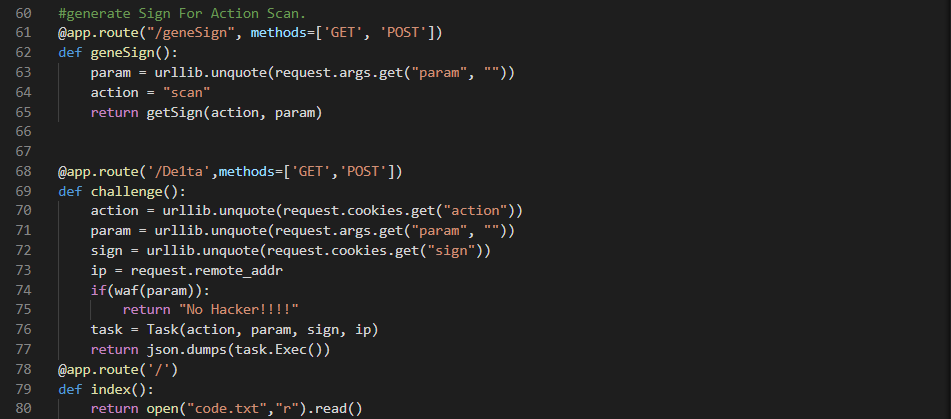 60 #generate Sign For Action Scan.
61 @app.route("/geneSign", methods=['GET', 'POST'])
62 def geneSign():
63     param = urllib.unquote(request.args.get("param", ""))
64     action = "scan"
65     return getSign(action, param)
66
67
68 @app.route('/De1ta',methods=['GET','POST'])
69 def challenge():
70     action = urllib.unquote(request.cookies.get("action"))
71     param = urllib.unquote(request.args.get("param", ""))
72     sign = urllib.unquote(request.cookies.get("sign"))
73     ip = request.remote_addr
74     if(waf(param)):
75         return "No Hacker!!!!"
76     task = Task(action, param, sign, ip)
77     return json.dumps(task.Exec())
78 @app.route('/')
79 def index():
80     return open("code.txt","r").read()